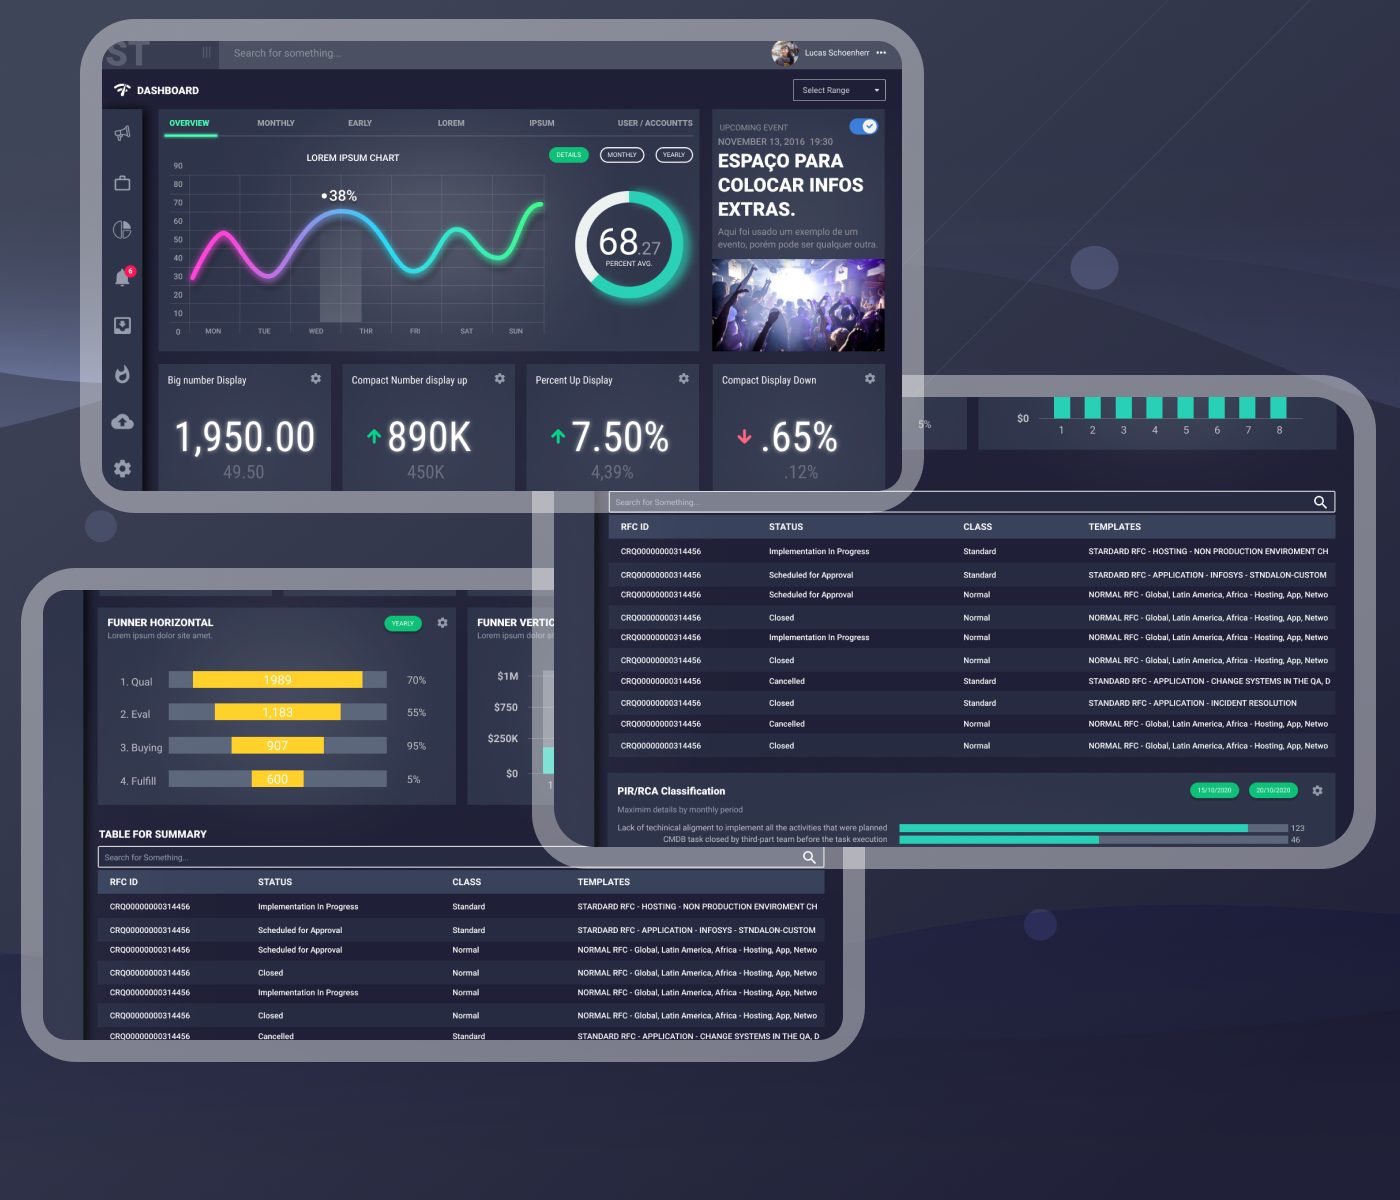 ST
Search for something...
Lucas Schoenherr
DASHBOARD
Select Range
OVERVIEW MONTHLY EARLY LOREM IPSUM USER / ACCOUNTTS
LOREM IPSUM CHART
DETAILS MONTHLY YEARLY
90
80
70
60
50
40
30
20
10
0
38%
MON TUE WED THR FRI SAT SUN
68.27
PERCENT AVG.
6
UPCOMING EVENT
NOVEMBER 13, 2016 19:30
ESPAÇO PARA
COLOCAR INFOS
EXTRAS.
Aqui foi usado um exemplo de um
evento, porém pode ser qualquer outra.
Big number Display
1,950.00
49.50
Compact Number display up
890K
450K
Percent Up Display
7.50%
4,39%
Compact Display Down
.65%
.12%
5%
$0
1 2 3 4 5 6 7 8
Search for Something...
RFC ID STATUS CLASS TEMPLATES
CRQ00000000314456 Implementation In Progress Standard STARDARD RFC - HOSTING - NON PRODUCTION ENVIROMENT CH
CRQ00000000314456 Scheduled for Approval Standard STARDARD RFC - APPLICATION - INFOSYS - STNDALON-CUSTOM
CRQ00000000314456 Scheduled for Approval Normal NORMAL RFC - Global, Latin America, Africa - Hosting, App, Netwo
CRQ00000000314456 Closed Normal NORMAL RFC - Global, Latin America, Africa - Hosting, App, Netwo
CRQ00000000314456 Implementation In Progress Normal NORMAL RFC - Global, Latin America, Africa - Hosting, App, Netwo
CRQ00000000314456 Closed Normal NORMAL RFC - Global, Latin America, Africa - Hosting, App, Netwo
CRQ00000000314456 Cancelled Standard STANDARD RFC - APPLICATION - CHANGE SYSTEMS IN THE QA, D
CRQ00000000314456 Closed Standard STANDARD RFC - APPLICATION - INCIDENT RESOLUTION
CRQ00000000314456 Cancelled Normal NORMAL RFC - Global, Latin America, Africa - Hosting, App, Netwo
CRQ00000000314456 Closed Normal NORMAL RFC - Global, Latin America, Africa - Hosting, App, Netwo
PIR/RCA Classification
15/10/2020 20/10/2020
Maximim details by monthly period
Lack of techinical aligment to implement all the activities that were planned 123
CMDB task closed by third-part team before the task execution 46
FUNNER HORIZONTAL
YEARLY
Lorem ipsum dolor site amet.
1. Qual 1989 70%
2. Eval 1,183 55%
3. Buying 907 95%
4. Fulfill 600 5%
FUNNER VERTIC
Lorem ipsum dolor si
$1M
$750
$250K
$0
1
TABLE FOR SUMMARY
Search for Something...
RFC ID STATUS CLASS TEMPLATES
CRQ00000000314456 Implementation In Progress Standard STARDARD RFC - HOSTING - NON PRODUCTION ENVIROMENT CH
CRQ00000000314456 Scheduled for Approval Standard STARDARD RFC - APPLICATION - INFOSYS - STNDALON-CUSTOM
CRQ00000000314456 Scheduled for Approval Normal NORMAL RFC - Global, Latin America, Africa - Hosting, App, Netwo
CRQ00000000314456 Closed Normal NORMAL RFC - Global, Latin America, Africa - Hosting, App, Netwo
CRQ00000000314456 Implementation In Progress Normal NORMAL RFC - Global, Latin America, Africa - Hosting, App, Netwo
CRQ00000000314456 Closed Normal NORMAL RFC - Global, Latin America, Africa - Hosting, App, Netwo
CRQ00000000314456 Cancelled Standard STANDARD RFC - APPLICATION - CHANGE SYSTEMS IN THE QA, D